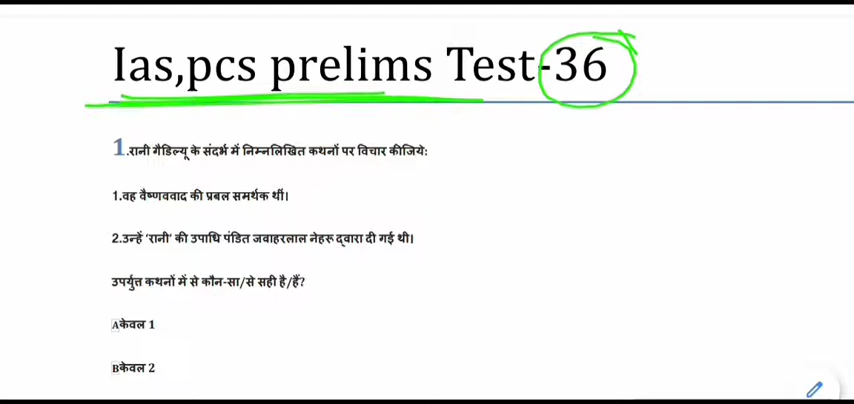 Ias,pcs prelims Test-36
1.रानी गैडिल्यू के संदर्भ में निम्नलिखित कथनों पर विचार कीजिये:
1.वह वैष्णववाद की प्रबल समर्थक थीं।
2.उन्हें 'रानी' की उपाधि पंडित जवाहरलाल नेहरू द्वारा दी गई थी।
उपर्युक्त कथनों में से कौन-सा/से सही है/हैं?
Aकेवल 1
Bकेवल 2